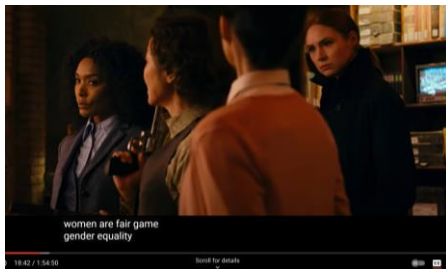 women are fair game
gender equality
18:42 / 1:54:50
Scroll for details